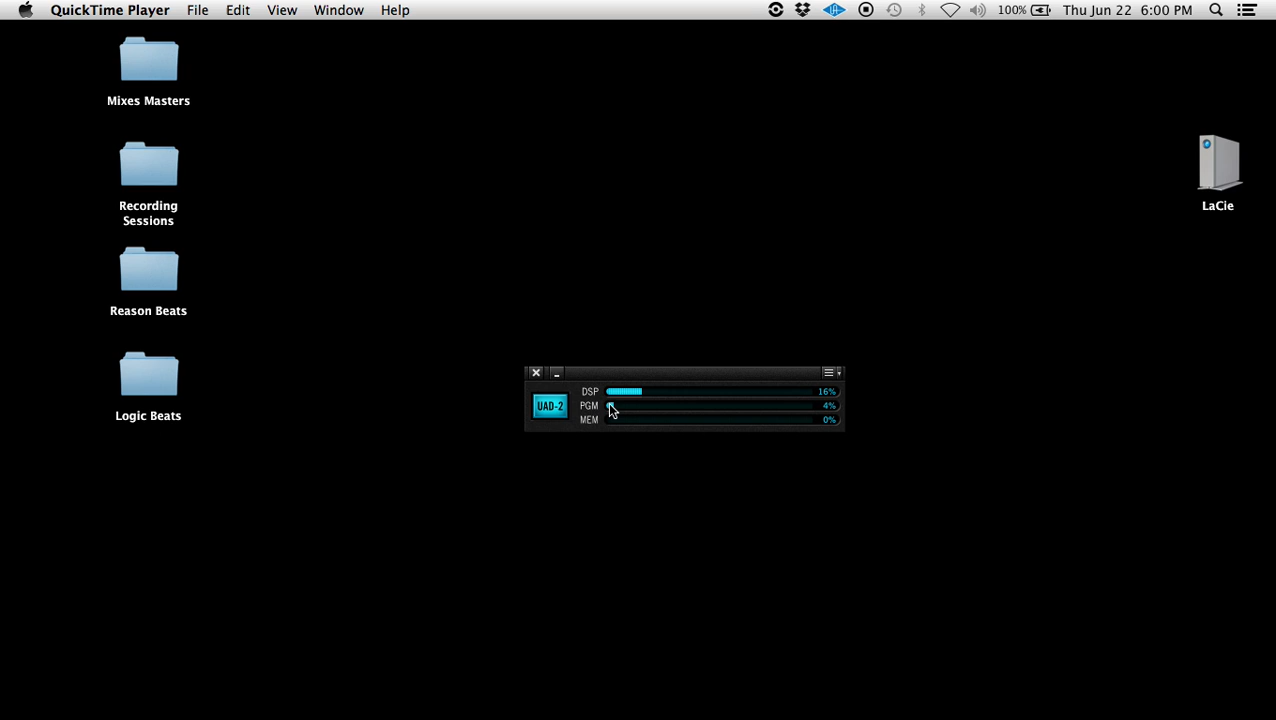 QuickTime Player File Edit View Window Help 100% Thu Jun 22 6:00 PM
Mixes Masters
Recording
Sessions
Reason Beats
Logic Beats
LaCie
UAD-2
DSP 16%
PGM 4%
MEM 0%